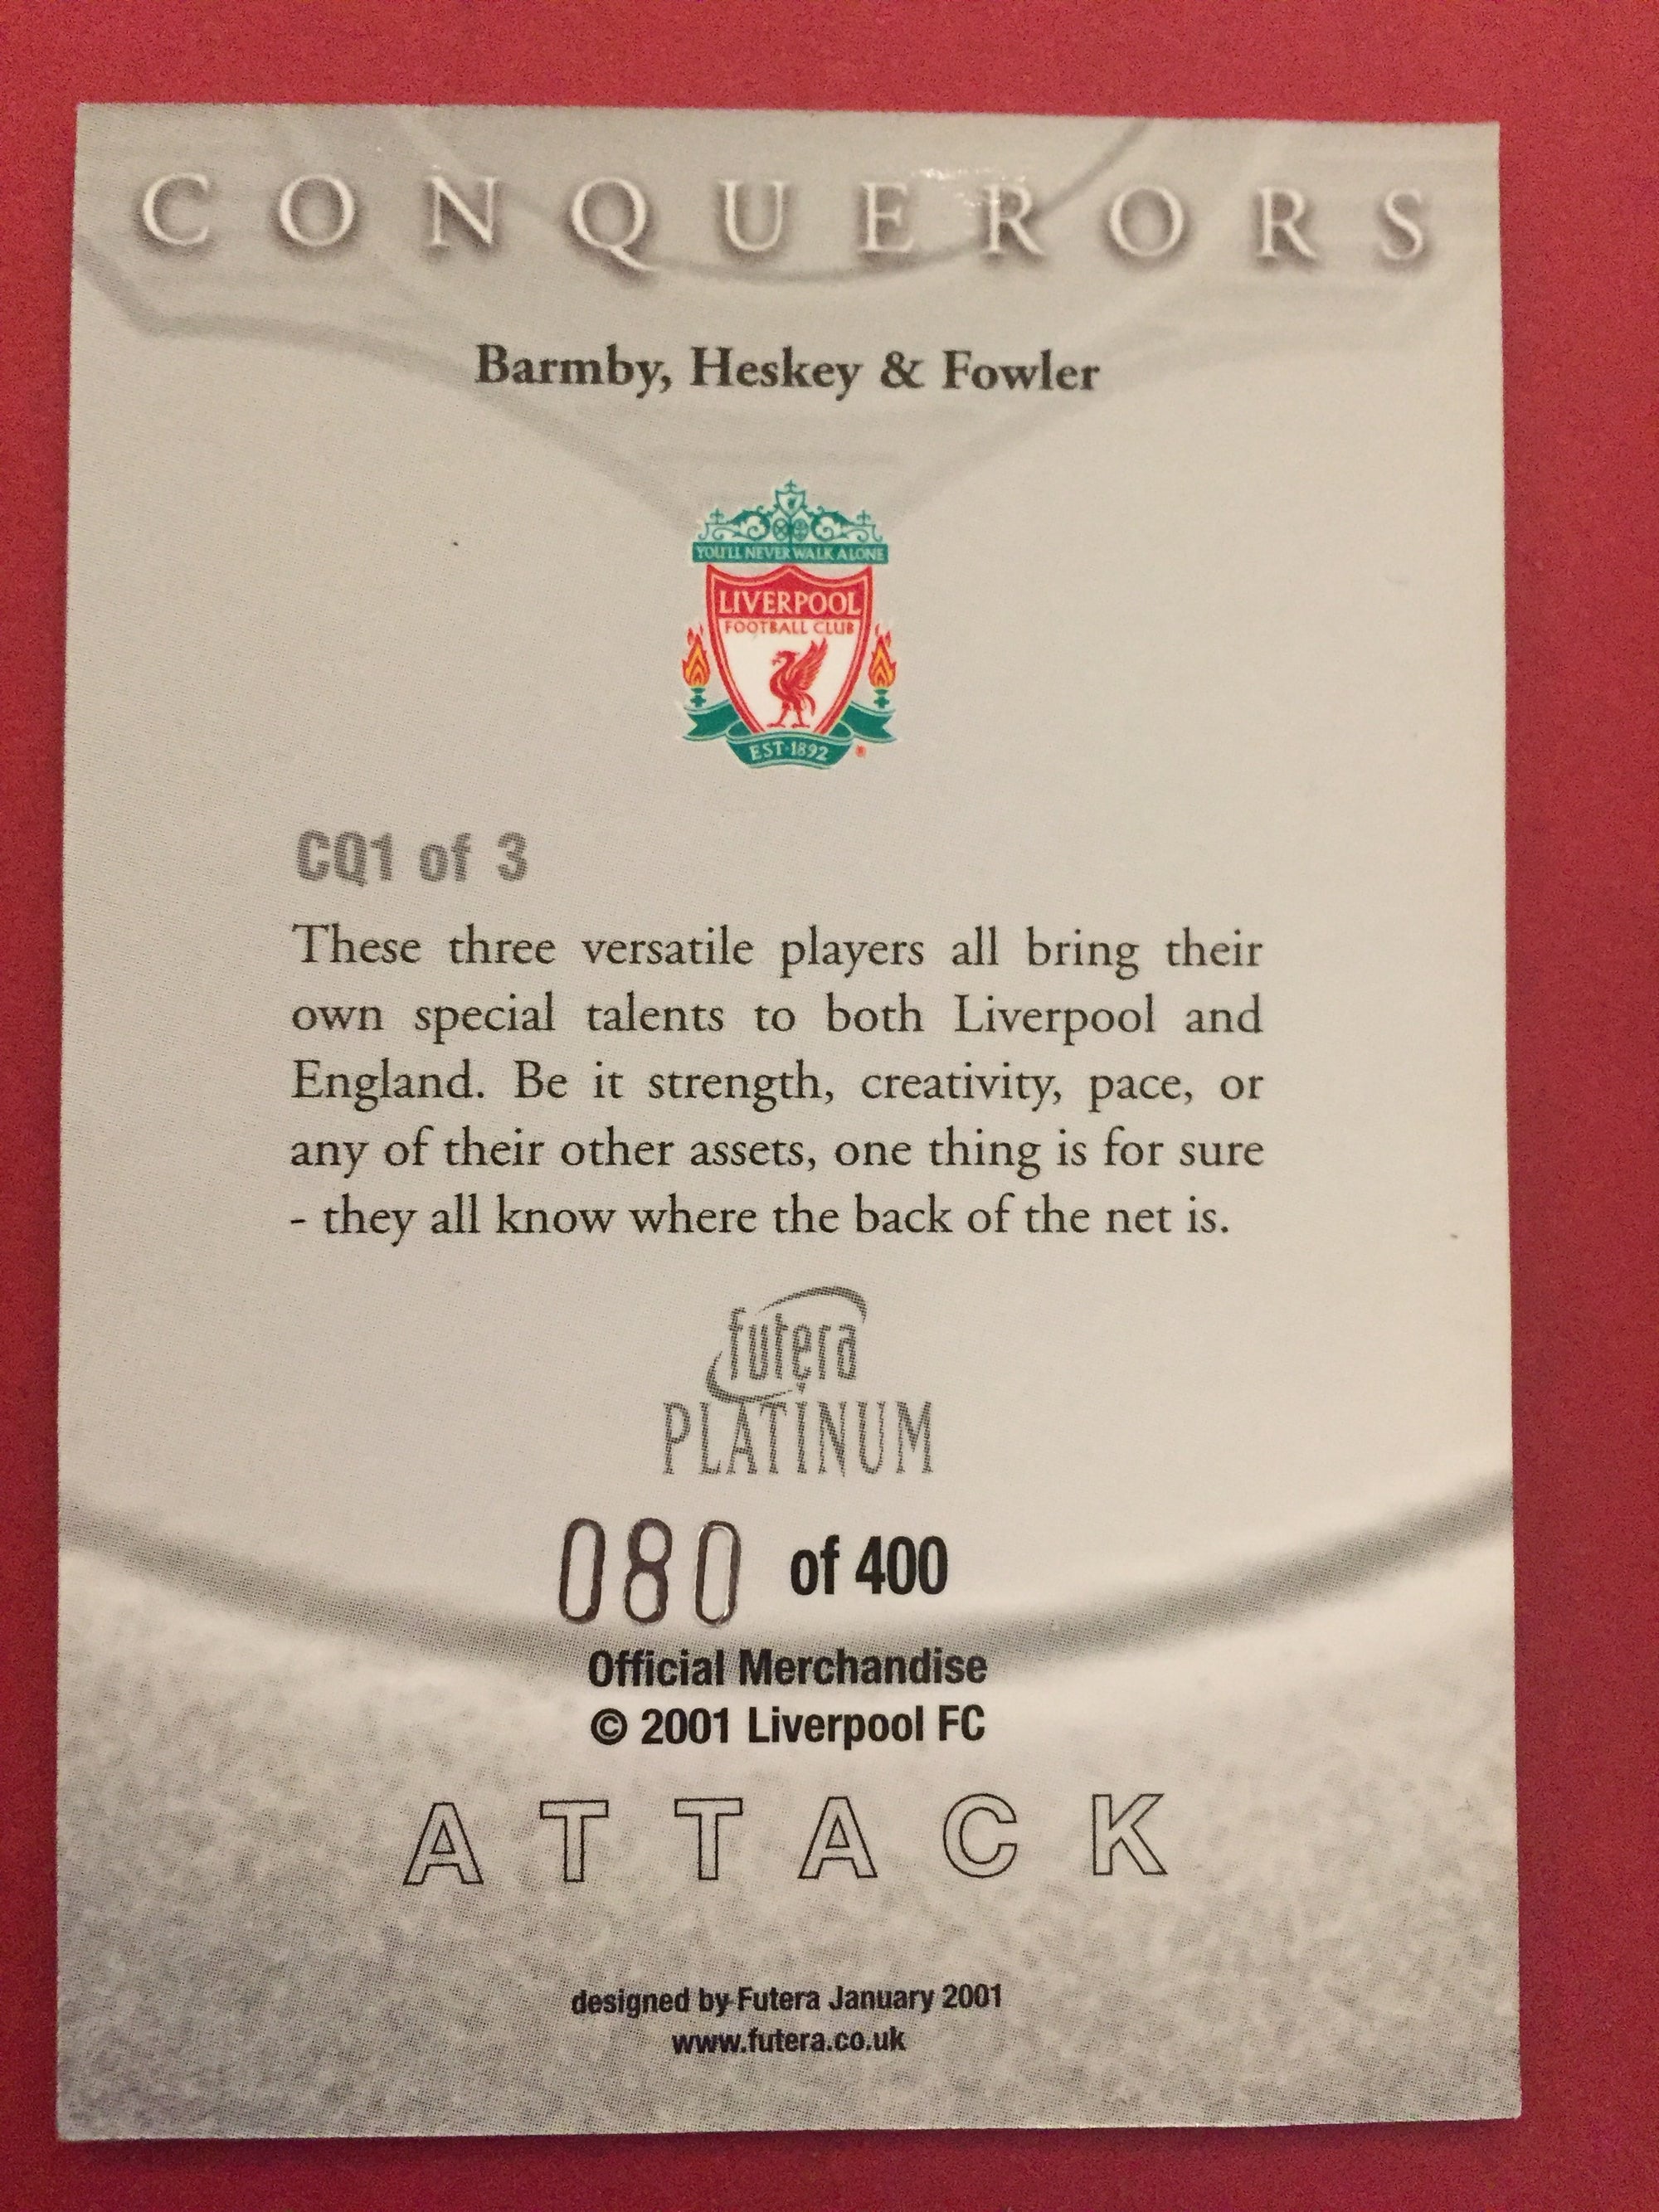 CONQUERORS
Barmby, Heskey & Fowler
YOU'LL NEVER WALK ALONE
LIVERPOOL
FOOTBALL CLUB
EST·1892
®
CQ1 of 3
These three versatile players all bring their
own special talents to both Liverpool and
England. Be it strength, creativity, pace, or
any of their other assets, one thing is for sure
- they all know where the back of the net is.
futera
PLATINUM
080 of 400
Official Merchandise
© 2001 Liverpool FC
ATTACK
designed by Futera January 2001
www.futera.co.uk